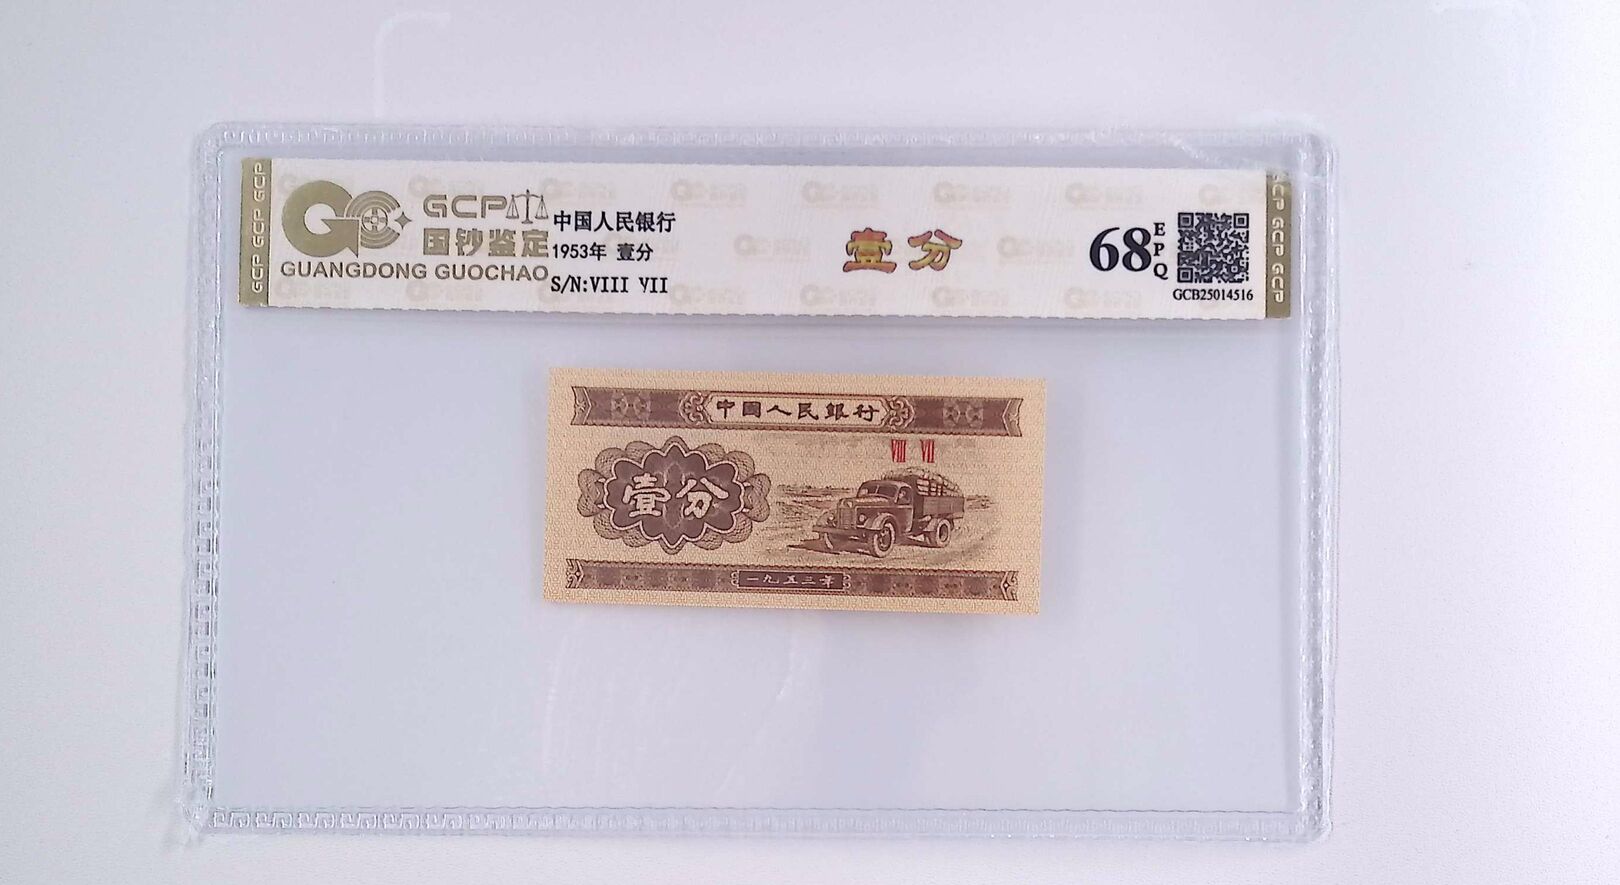 GCP GCP GCP
GCP
国钞鉴定
GUANGDONG GUOCHAO
中国人民银行
1953年 壹分
S/N:VIII VII
壹分
68
EPQ
GCB25014516
GCP GCP GCP
中國人民銀行
VIII VII
壹分
一九五三年